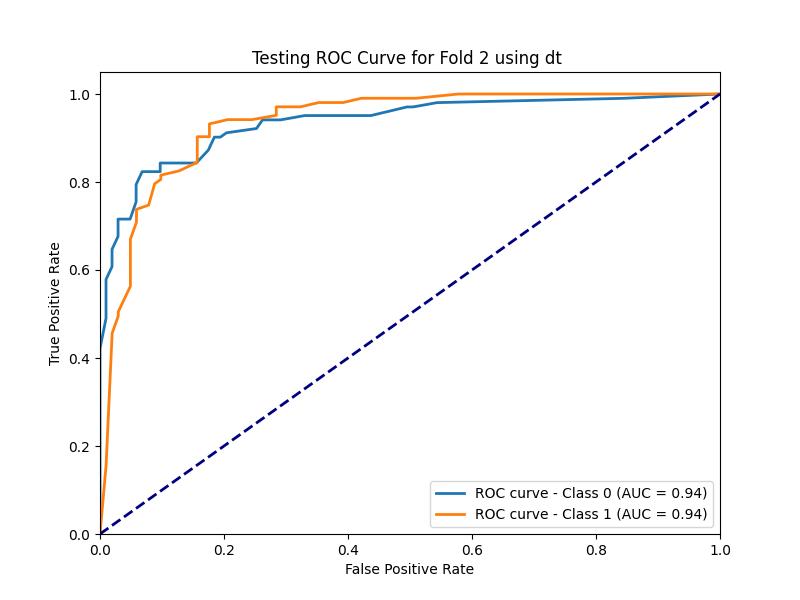 Testing ROC Curve for Fold 2 using dt
True Positive Rate
1.0
0.8
0.6
0.4
0.2
0.0
ROC curve - Class 0 (AUC = 0.94)
ROC curve - Class 1 (AUC = 0.94)
0.0 0.2 0.4 0.6 0.8 1.0
False Positive Rate